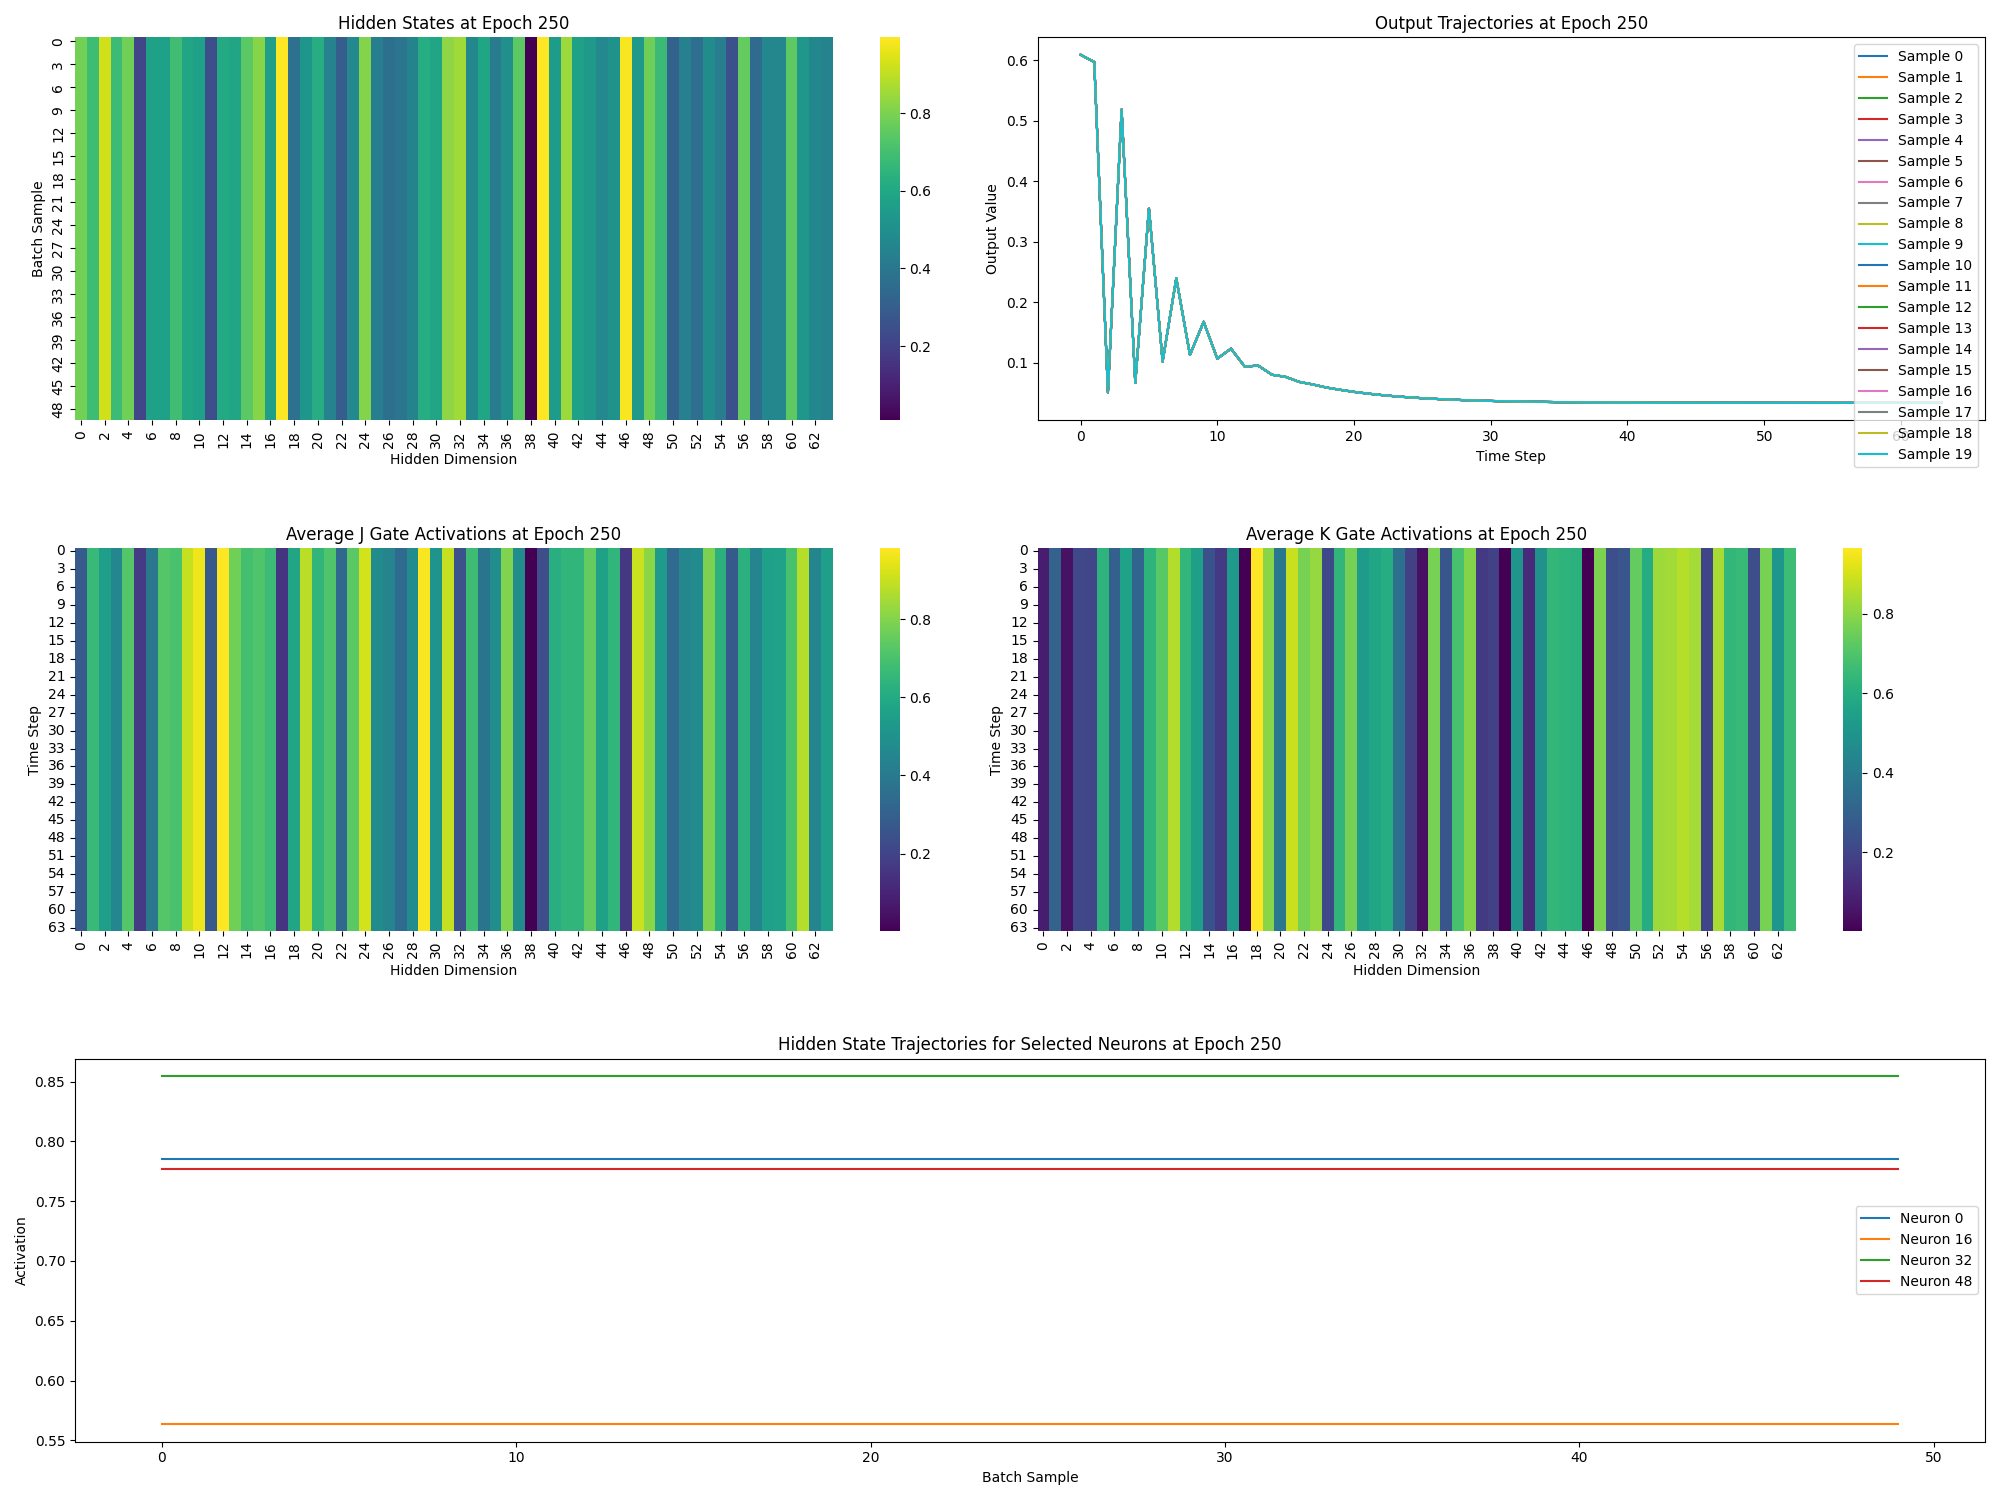 Hidden States at Epoch 250
0
3
6
9
12
15
18
21
24
27
30
33
36
39
42
45
48
Batch Sample
0 2 4 6 8 10 12 14 16 18 20 22 24 26 28 30 32 34 36 38 40 42 44 46 48 50 52 54 56 58 60 62
Hidden Dimension
0.8
0.6
0.4
0.2
Output Trajectories at Epoch 250
0.6
0.5
0.4
0.3
0.2
0.1
Output Value
0 10 20 30 40 50 60
Time Step
Sample 0
Sample 1
Sample 2
Sample 3
Sample 4
Sample 5
Sample 6
Sample 7
Sample 8
Sample 9
Sample 10
Sample 11
Sample 12
Sample 13
Sample 14
Sample 15
Sample 16
Sample 17
Sample 18
Sample 19
Average J Gate Activations at Epoch 250
0
3
6
9
12
15
18
21
24
27
30
33
36
39
42
45
48
51
54
57
60
63
Time Step
0 2 4 6 8 10 12 14 16 18 20 22 24 26 28 30 32 34 36 38 40 42 44 46 48 50 52 54 56 58 60 62
Hidden Dimension
0.8
0.6
0.4
0.2
Average K Gate Activations at Epoch 250
0
3
6
9
12
15
18
21
24
27
30
33
36
39
42
45
48
51
54
57
60
63
Time Step
0 2 4 6 8 10 12 14 16 18 20 22 24 26 28 30 32 34 36 38 40 42 44 46 48 50 52 54 56 58 60 62
Hidden Dimension
0.8
0.6
0.4
0.2
Hidden State Trajectories for Selected Neurons at Epoch 250
0.85
0.80
0.75
0.70
0.65
0.60
0.55
Activation
0 10 20 30 40 50
Batch Sample
Neuron 0
Neuron 16
Neuron 32
Neuron 48